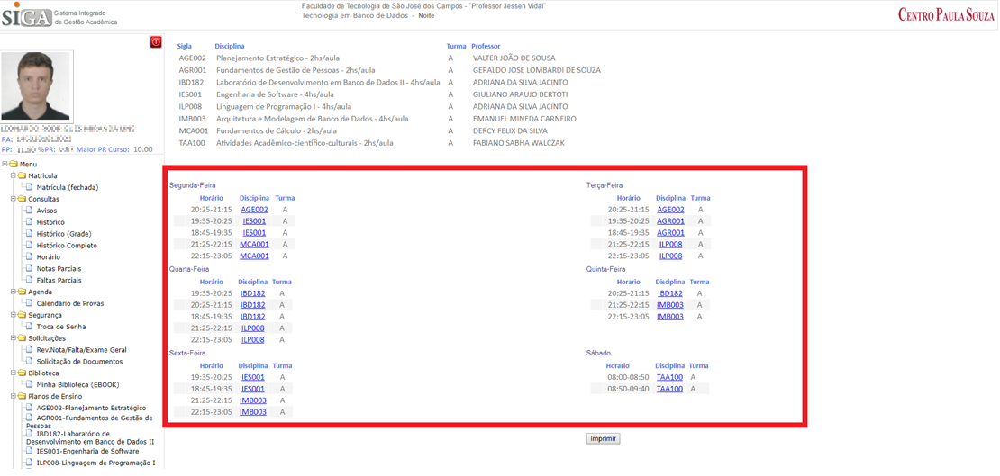 SIGA Sistema Integrado
de Gestão Acadêmica
Faculdade de Tecnologia de São José dos Campos - "Professor Jessen Vidal"
Tecnologia em Banco de Dados - Noite
CENTRO PAULA SOUZA
RA:
PP: % PR: Maior PR Curso: 10.00
Menu
Matricula
Matricula (fechada)
Consultas
Avisos
Histórico
Histórico (Grade)
Histórico Completo
Horário
Notas Parciais
Faltas Parciais
Agenda
Calendário de Provas
Segurança
Troca de Senha
Solicitações
Rev.Nota/Falta/Exame Geral
Solicitação de Documentos
Biblioteca
Minha Biblioteca (EBOOK)
Planos de Ensino
AGE002-Planejamento Estratégico
AGR001-Fundamentos de Gestão de
Pessoas
IBD182-Laboratório de
Desenvolvimento em Banco de Dados II
IES001-Engenharia de Software
ILP008-Linguagem de Programação I
Sigla Disciplina Turma Professor
AGE002 Planejamento Estratégico - 2hs/aula A VALTER JOÃO DE SOUSA
AGR001 Fundamentos de Gestão de Pessoas - 2hs/aula A GERALDO JOSE LOMBARDI DE SOUZA
IBD182 Laboratório de Desenvolvimento em Banco de Dados II - 4hs/aula A ADRIANA DA SILVA JACINTO
IES001 Engenharia de Software - 4hs/aula A GIULIANO ARAUJO BERTOTI
ILP008 Linguagem de Programação I - 4hs/aula A ADRIANA DA SILVA JACINTO
IMB003 Arquitetura e Modelagem de Banco de Dados - 4hs/aula A EMANUEL MINEDA CARNEIRO
MCA001 Fundamentos de Cálculo - 2hs/aula A DERCY FELIX DA SILVA
TAA100 Atividades Acadêmico-científico-culturais - 2hs/aula A FABIANO SABHA WALCZAK
Segunda-Feira
Horário Disciplina Turma
20:25-21:15 AGE002 A
19:35-20:25 IES001 A
18:45-19:35 IES001 A
21:25-22:15 MCA001 A
22:15-23:05 MCA001 A
Terça-Feira
Horário Disciplina Turma
20:25-21:15 AGE002 A
19:35-20:25 AGR001 A
18:45-19:35 AGR001 A
21:25-22:15 ILP008 A
22:15-23:05 ILP008 A
Quarta-Feira
Horário Disciplina Turma
19:35-20:25 IBD182 A
20:25-21:15 IBD182 A
18:45-19:35 IBD182 A
21:25-22:15 ILP008 A
22:15-23:05 ILP008 A
Quinta-Feira
Horario Disciplina Turma
20:25-21:15 IBD182 A
21:25-22:15 IMB003 A
22:15-23:05 IMB003 A
Sexta-Feira
Horário Disciplina Turma
19:35-20:25 IES001 A
18:45-19:35 IES001 A
21:25-22:15 IMB003 A
22:15-23:05 IMB003 A
Sábado
Horario Disciplina Turma
08:00-08:50 TAA100 A
08:50-09:40 TAA100 A
Imprimir